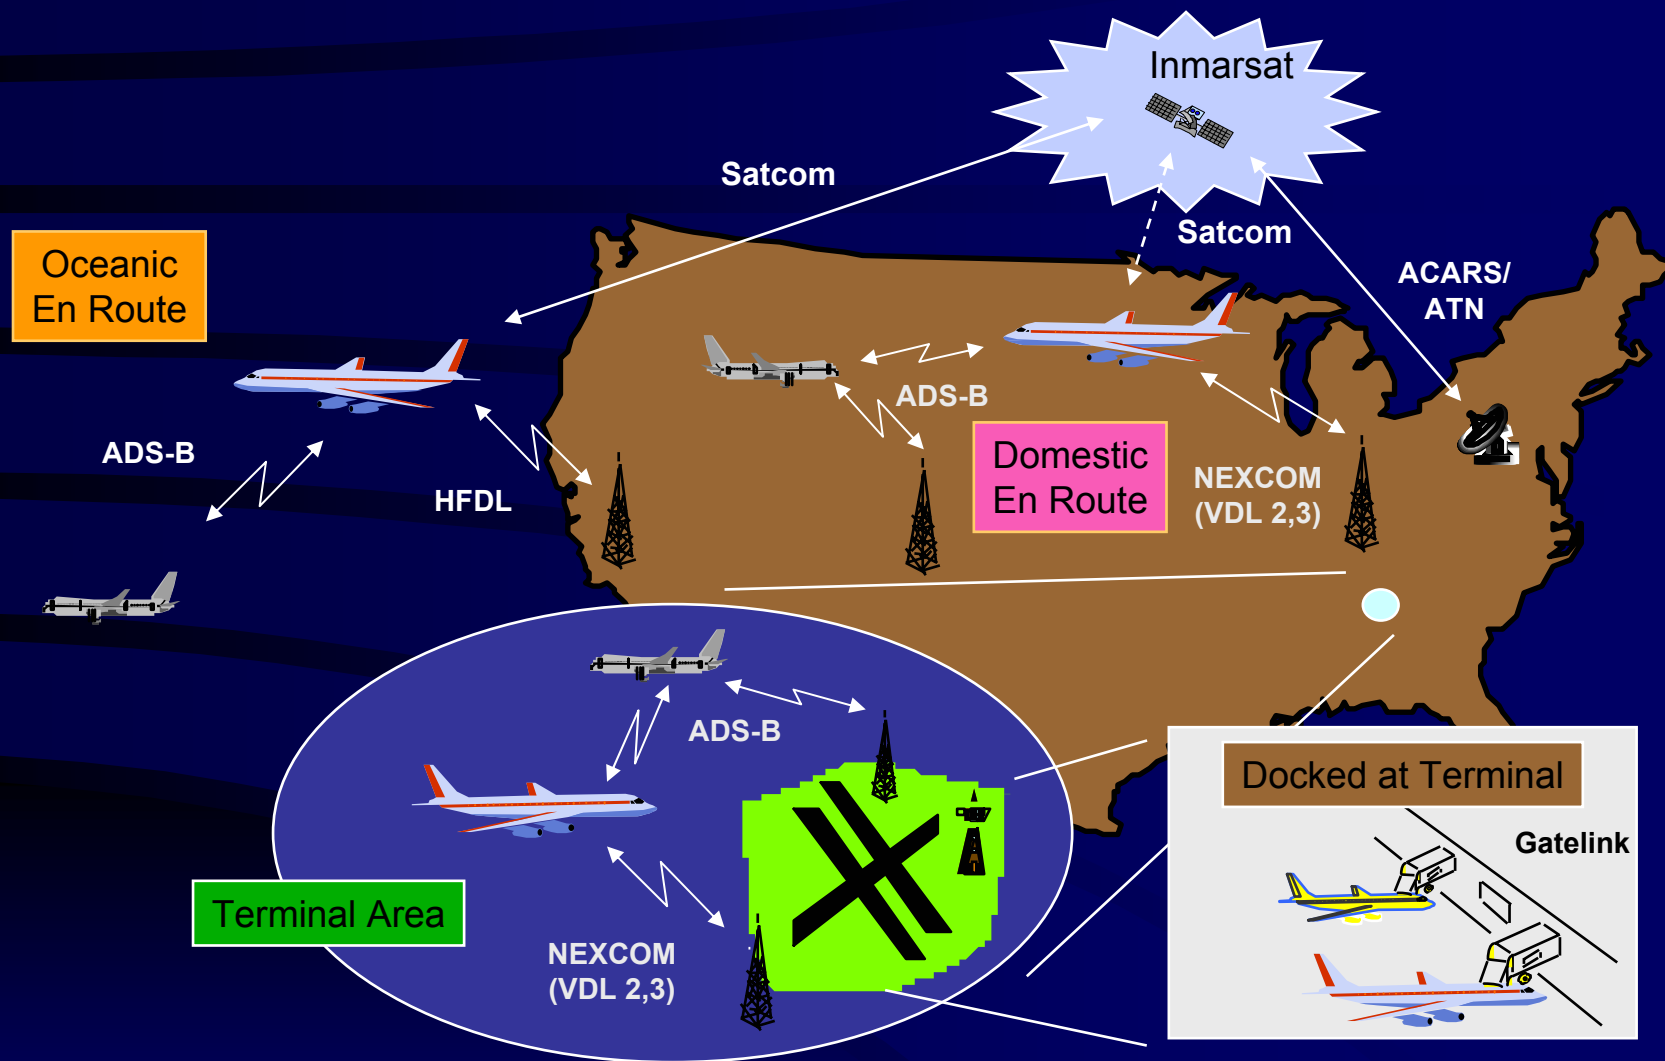 Inmarsat
Satcom
Satcom
Oceanic
En Route
ACARS/
ATN
ADS-B
ADS-B
HFDL
Domestic
En Route
NEXCOM
(VDL 2,3)
ADS-B
Docked at Terminal
Gatelink
Terminal Area
NEXCOM
(VDL 2,3)